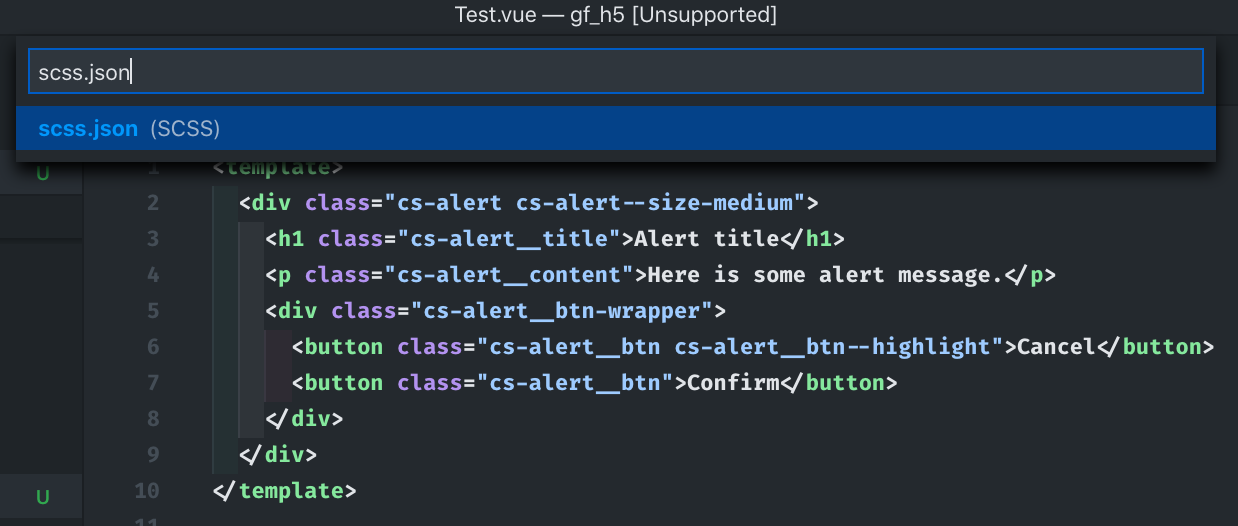 Test.vue — gf_h5 [Unsupported]
scss.json
scss.json (SCSS)
U 1 <template>
2 <div class="cs-alert cs-alert--size-medium">
3 <h1 class="cs-alert__title">Alert title</h1>
4 <p class="cs-alert__content">Here is some alert message.</p>
5 <div class="cs-alert__btn-wrapper">
6 <button class="cs-alert__btn cs-alert__btn--highlight">Cancel</button>
7 <button class="cs-alert__btn">Confirm</button>
8 </div>
9 </div>
U 10 </template>
11